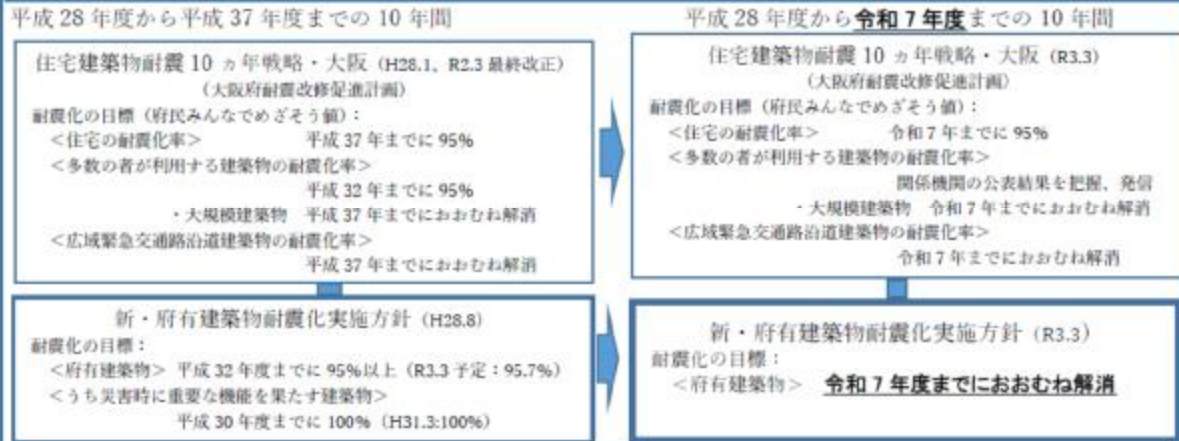 平成 28 年度から平成 37 年度までの 10 年間
住宅建築物耐震 10 ヵ年戦略・大阪（H28.1、R2.3 最終改正）
（大阪府耐震改修促進計画）
耐震化の目標（府民みんなでめざそう値）：
＜住宅の耐震化率＞ 平成 37 年までに 95%
＜多数の者が利用する建築物の耐震化率＞
平成 32 年までに 95%
・大規模建築物 平成 37 年までにおおむね解消
＜広域緊急交通路沿道建築物の耐震化率＞
平成 37 年までにおおむね解消
新・府有建築物耐震化実施方針（H28.8）
耐震化の目標：
＜府有建築物＞ 平成 32 年度までに 95%以上（R3.3 予定：95.7%）
＜うち災害時に重要な機能を果たす建築物＞
平成 30 年度までに 100%（H31.3:100%）
平成 28 年度から令和 7 年度までの 10 年間
住宅建築物耐震 10 ヵ年戦略・大阪（R3.3）
（大阪府耐震改修促進計画）
耐震化の目標（府民みんなでめざそう値）：
＜住宅の耐震化率＞ 令和 7 年までに 95%
＜多数の者が利用する建築物の耐震化率＞
関係機関の公表結果を把握、発信
・大規模建築物 令和 7 年までにおおむね解消
＜広域緊急交通路沿道建築物の耐震化率＞
令和 7 年までにおおむね解消
新・府有建築物耐震化実施方針（R3.3）
耐震化の目標：
＜府有建築物＞ 令和 7 年度までにおおむね解消